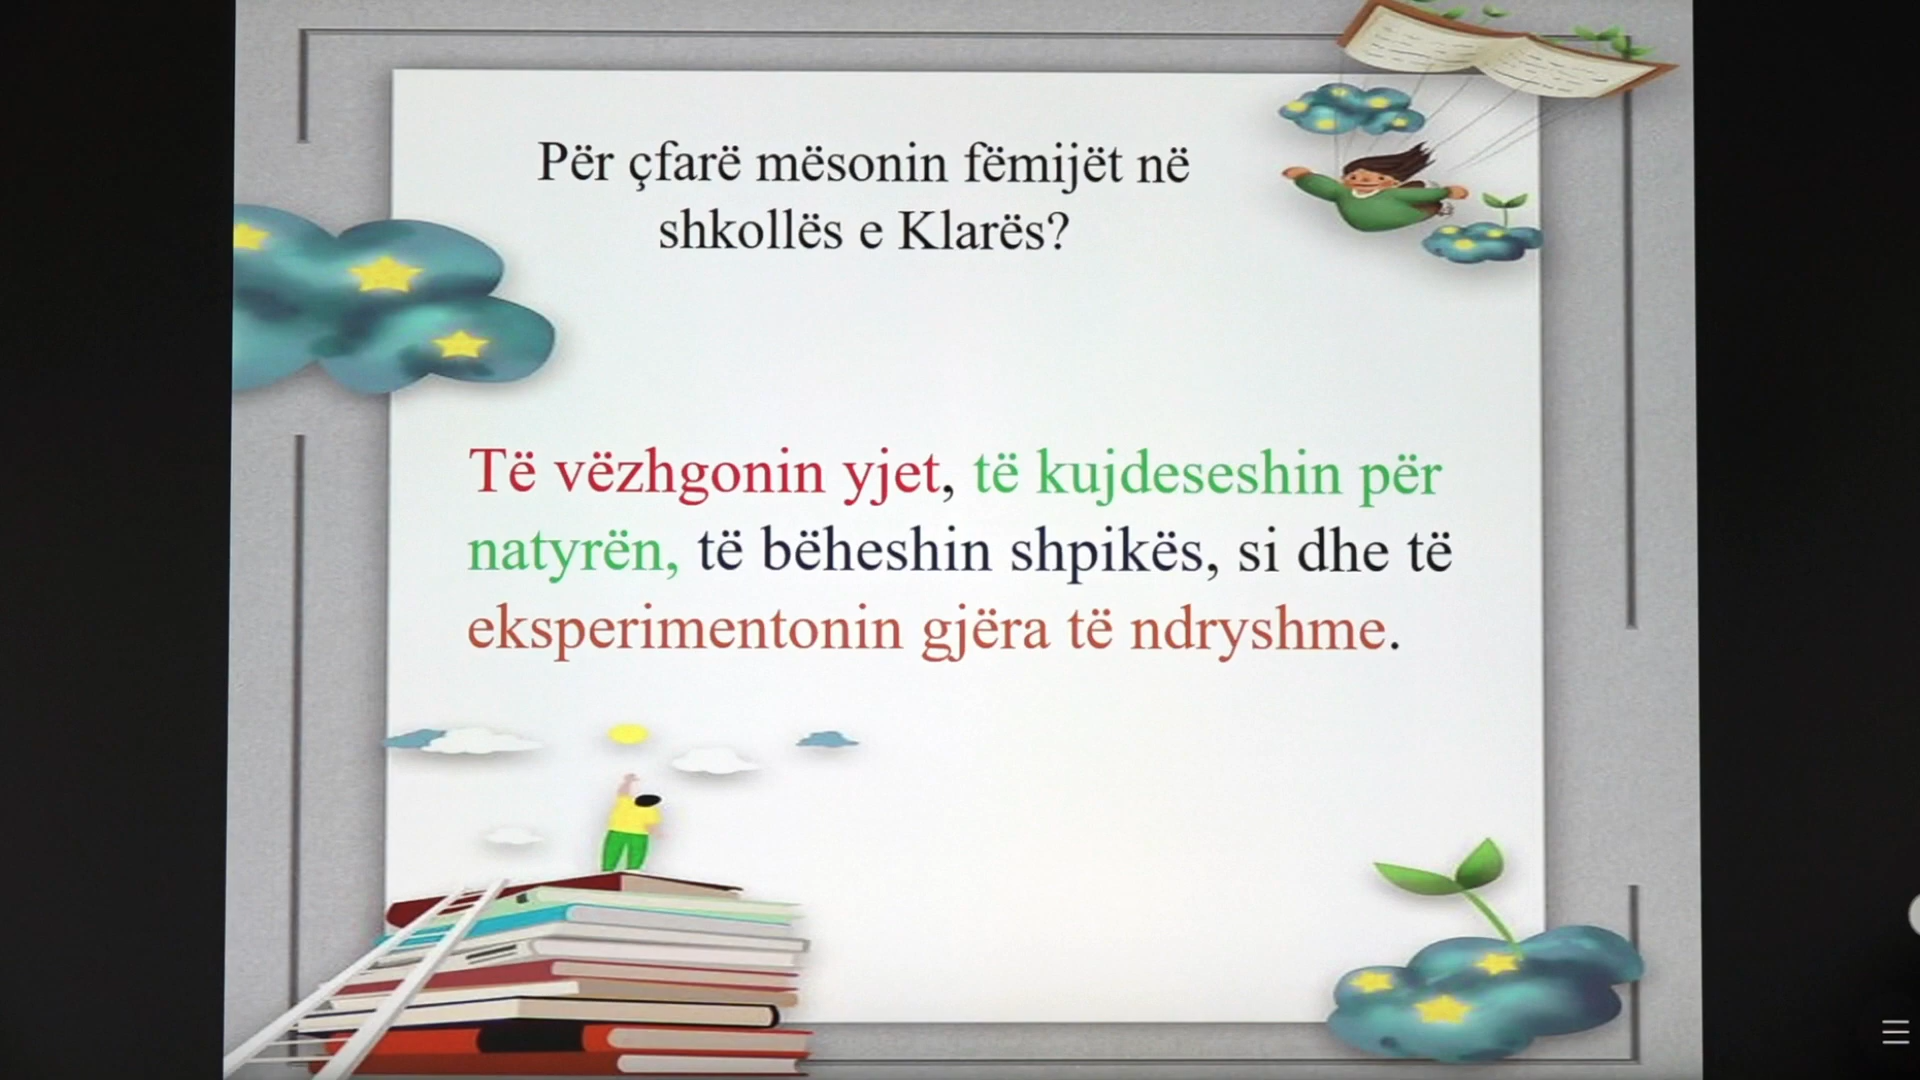 Për çfarë mësonin fëmijët në
shkollës e Klarës?
Të vëzhgonin yjet, të kujdeseshin për
natyrën, të bëheshin shpikës, si dhe të
eksperimentonin gjëra të ndryshme.